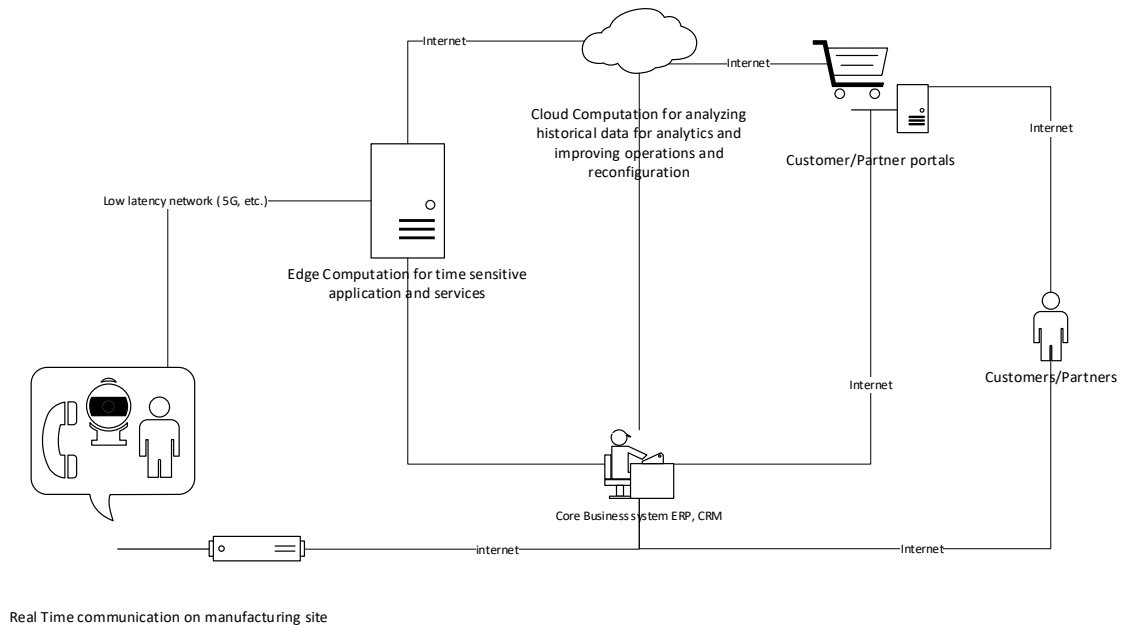 Internet
Internet
Cloud Computation for analyzing
historical data for analytics and
improving operations and
reconfiguration
Internet
Customer/Partner portals
Low latency network (5G, etc.)
Edge Computation for time sensitive
application and services
Customers/Partners
Internet
Core Business system ERP, CRM
internet
Internet
Real Time communication on manufacturing site